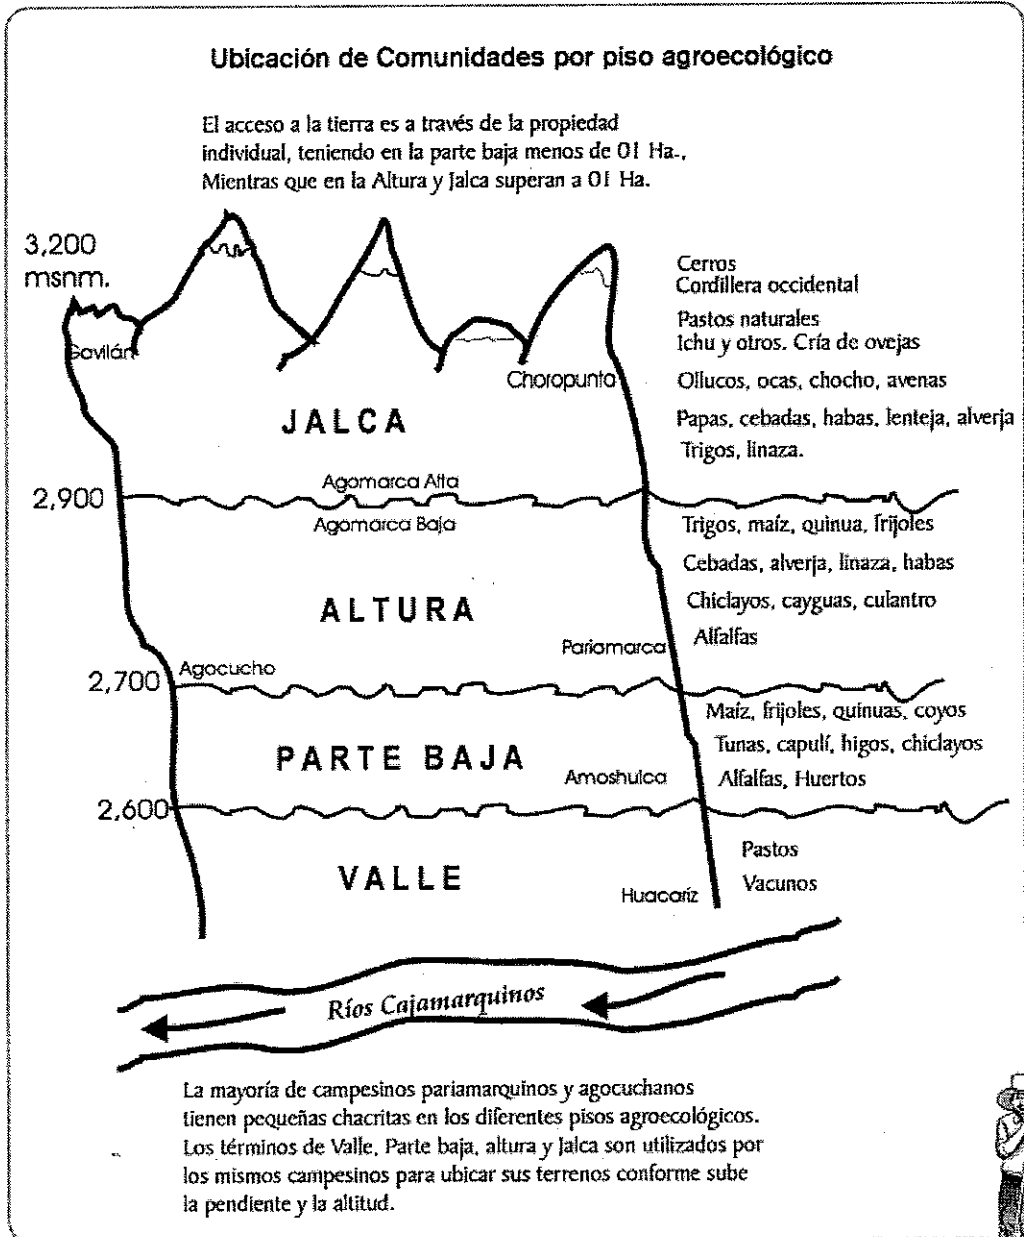 Ubicación de Comunidades por piso agroecológico
El acceso a la tierra es a través de la propiedad
individual, teniendo en la parte baja menos de 01 Ha.,
Mientras que en la Altura y Jalca superan a 01 Ha.
3,200
msnm.
Gavilán
Cerros
Cordillera occidental
Pastos naturales
Ichu y otros. Cría de ovejas
Choropunta
Ollucos, ocas, chocho, avenas
JALCA
Papas, cebadas, habas, lenteja, alverja
Trigos, linaza.
Agomarca Alta
2,900
Agomarca Baja
Trigos, maíz, quinua, frijoles
Cebadas, alverja, linaza, habas
ALTURA
Chiclayos, cayguas, culantro
Pariamarca
Alfalfas
Agocucho
2,700
Maíz, frijoles, quinuas, coyos
PARTE BAJA
Tunas, capulí, higos, chiclayos
Amoshulca
Alfalfas, Huertos
2,600
VALLE
Pastos
Huacaríz
Vacunos
Ríos Cajamarquinos
La mayoría de campesinos pariamarquinos y agocuchanos
tienen pequeñas chacritas en los diferentes pisos agroecológicos.
Los términos de Valle, Parte baja, altura y Jalca son utilizados por
los mismos campesinos para ubicar sus terrenos conforme sube
la pendiente y la altitud.